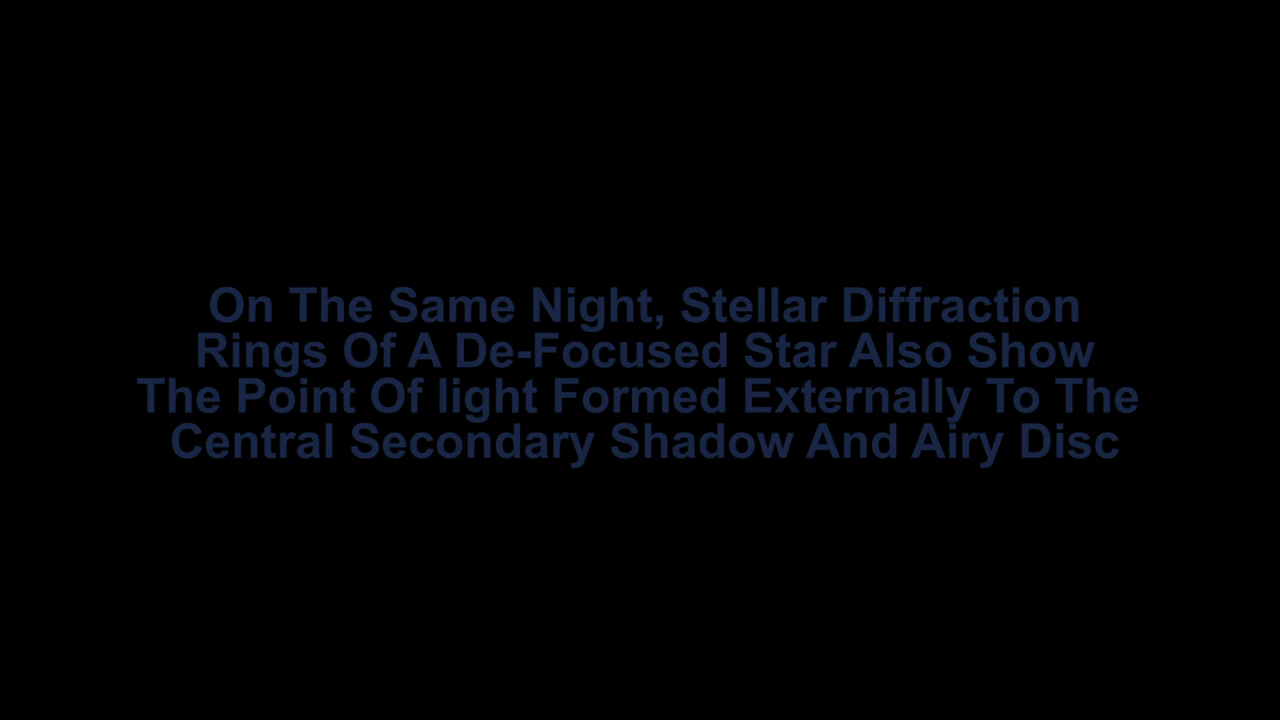 On The Same Night, Stellar Diffraction
Rings Of A De-Focused Star Also Show
The Point Of light Formed Externally To The
Central Secondary Shadow And Airy Disc